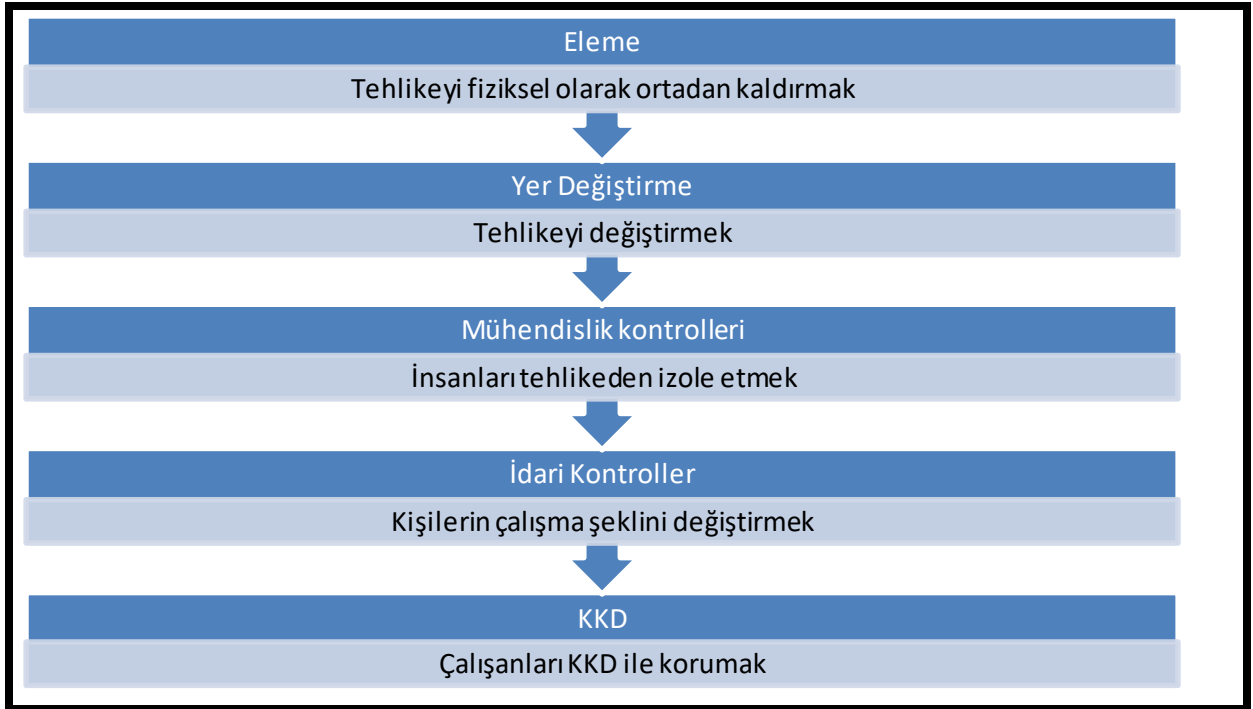 Eleme
Tehlikeyi fiziksel olarak ortadan kaldırmak
Yer Değiştirme
Tehlikeyi değiştirmek
Mühendislik kontrolleri
İnsanları tehlikeden izole etmek
İdari Kontroller
Kişilerin çalışma şeklini değiştirmek
KKD
Çalışanları KKD ile korumak